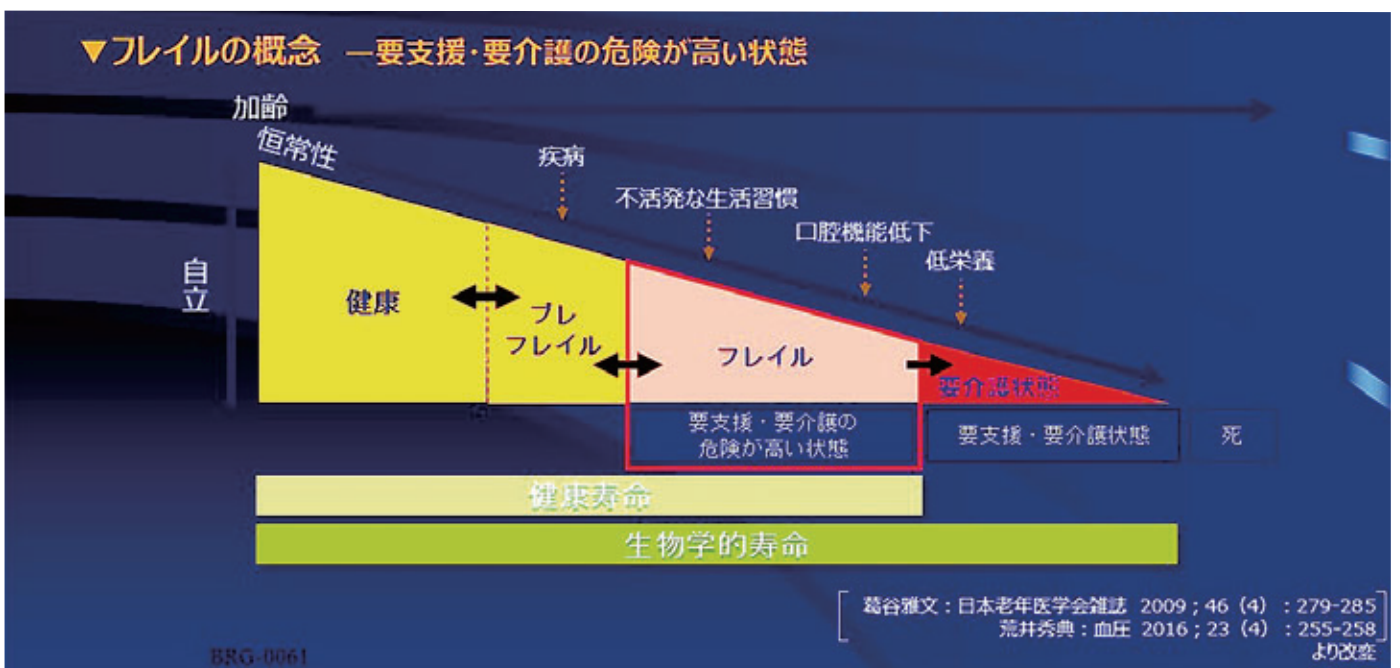 ▼フレイルの概念 ―要支援・要介護の危険が高い状態
加齢
恒常性
疾病
不活発な生活習慣
口腔機能低下
低栄養
自立
健康
プレ
フレイル
フレイル
要介護状態
要支援・要介護の
危険が高い状態
要支援・要介護状態
死
健康寿命
生物学的寿命
葛谷雅文：日本老年医学会雑誌 2009；46（4）：279-285
荒井秀典：血圧 2016；23（4）：255-258
より改変
BRG-0061